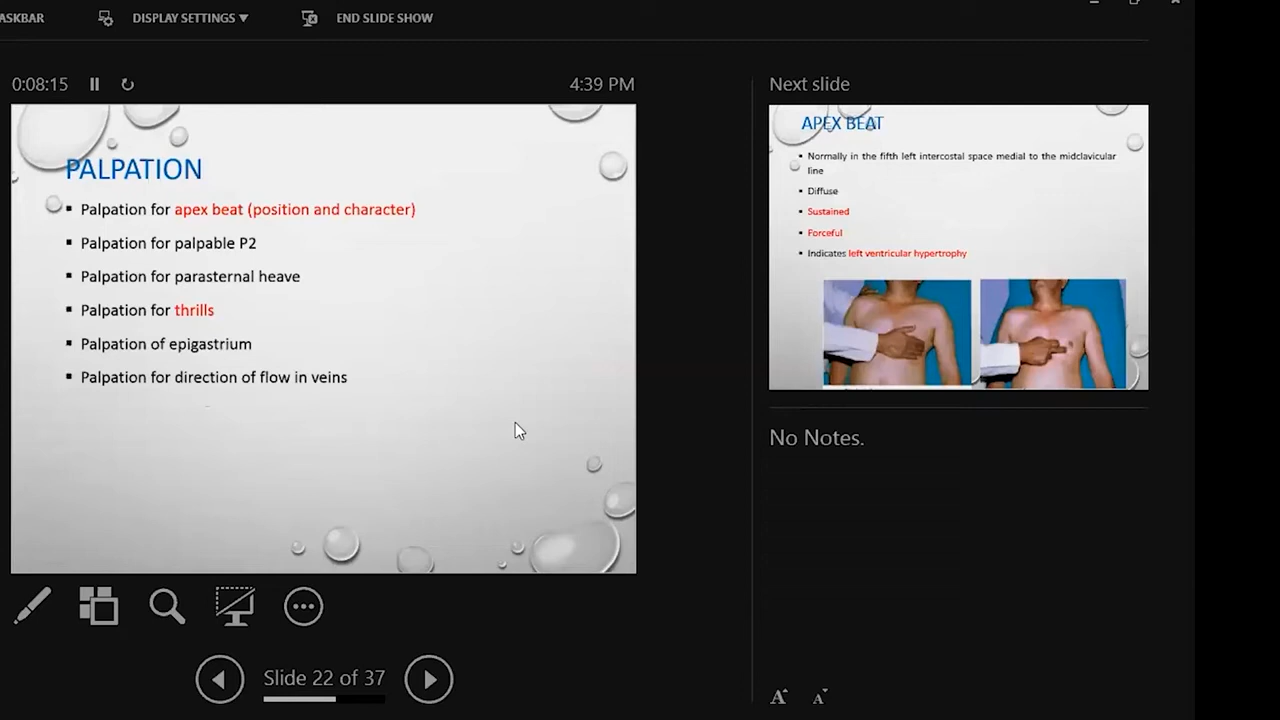 ASKBAR
DISPLAY SETTINGS ▼
END SLIDE SHOW
0:08:15
4:39 PM
PALPATION
▪ Palpation for apex beat (position and character)
▪ Palpation for palpable P2
▪ Palpation for parasternal heave
▪ Palpation for thrills
▪ Palpation of epigastrium
▪ Palpation for direction of flow in veins
Next slide
APEX BEAT
▪ Normally in the fifth left intercostal space medial to the midclavicular
line
▪ Diffuse
▪ Sustained
▪ Forceful
▪ Indicates left ventricular hypertrophy
No Notes.
Slide 22 of 37
A A